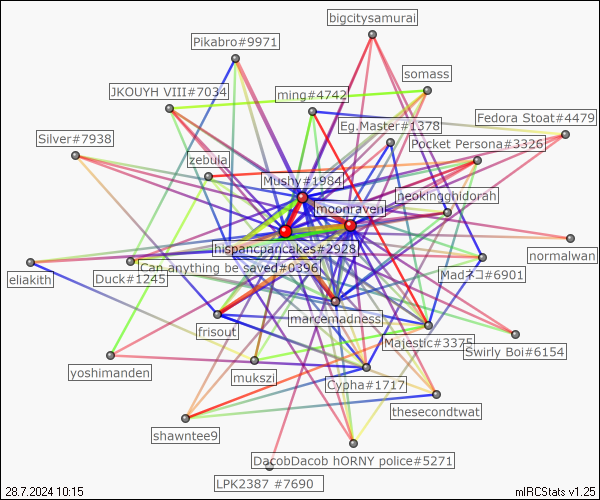 bigcitysamurai
Pikabro#9971
somass
JKOUYH VIII#7034
ming#4742
Fedora Stoat#4479
Eg.Master#1378
Silver#7938
Pocket Persona#3326
zebula
Mushy#1984
neokingghidorah
moonraven
hispancpancakes#2928
normalwan
Can anything be saved#0396
Madネコ#6901
eliakith
Duck#1245
marcemadness
frisout
Majestic#3375
Swirly Boi#6154
yoshimanden
mukszi
Cypha#1717
thesecondtwat
shawntee9
DacobDacob hORNY police#5271
LPK2387 #7690
28.7.2024 10:15
mIRCStats v1.25